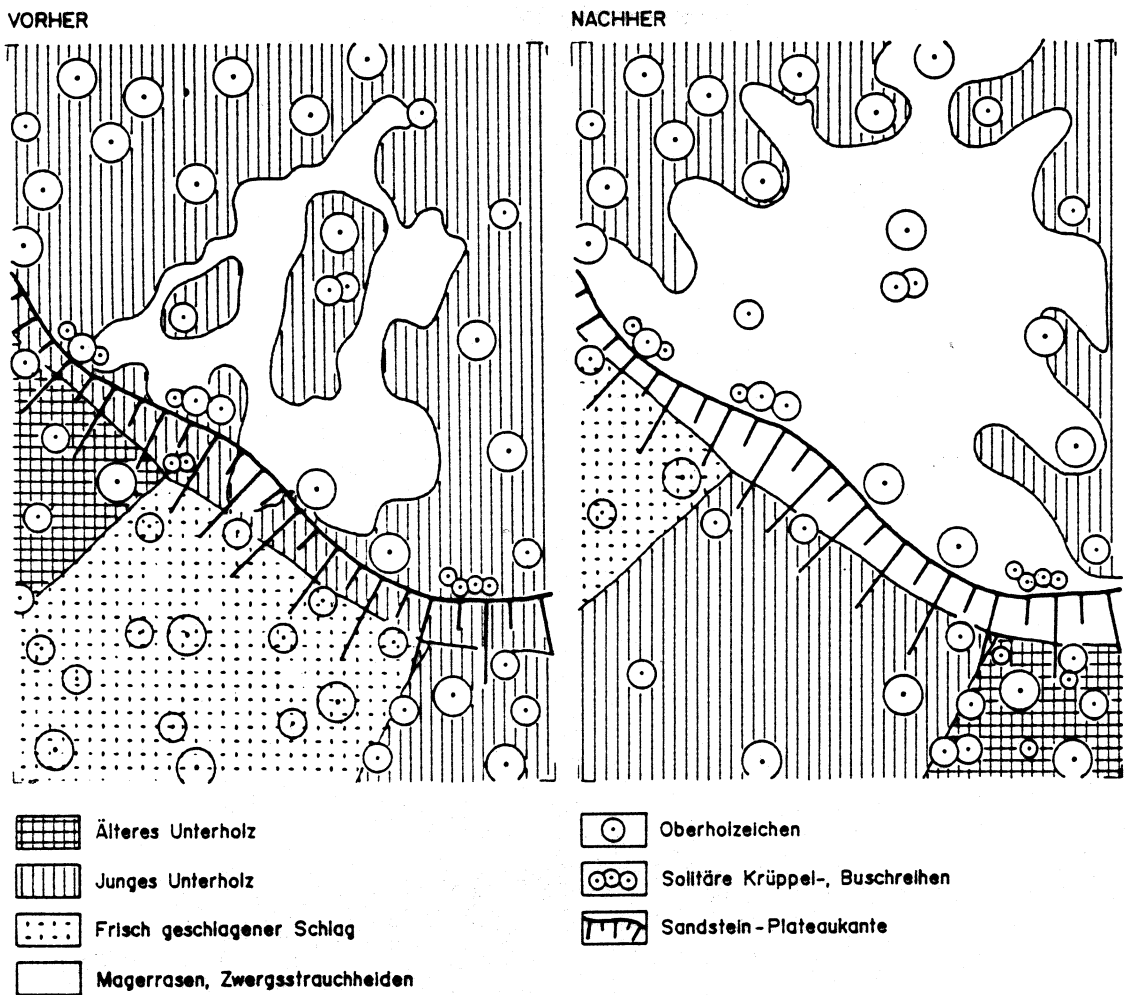 VORHER
NACHHER
Älteres Unterholz
Junges Unterholz
Frisch geschlagener Schlag
Magerrasen, Zwergsstrauchheiden
Oberholzeichen
Solitäre Krüppel-, Buschreihen
Sandstein-Plateaukante